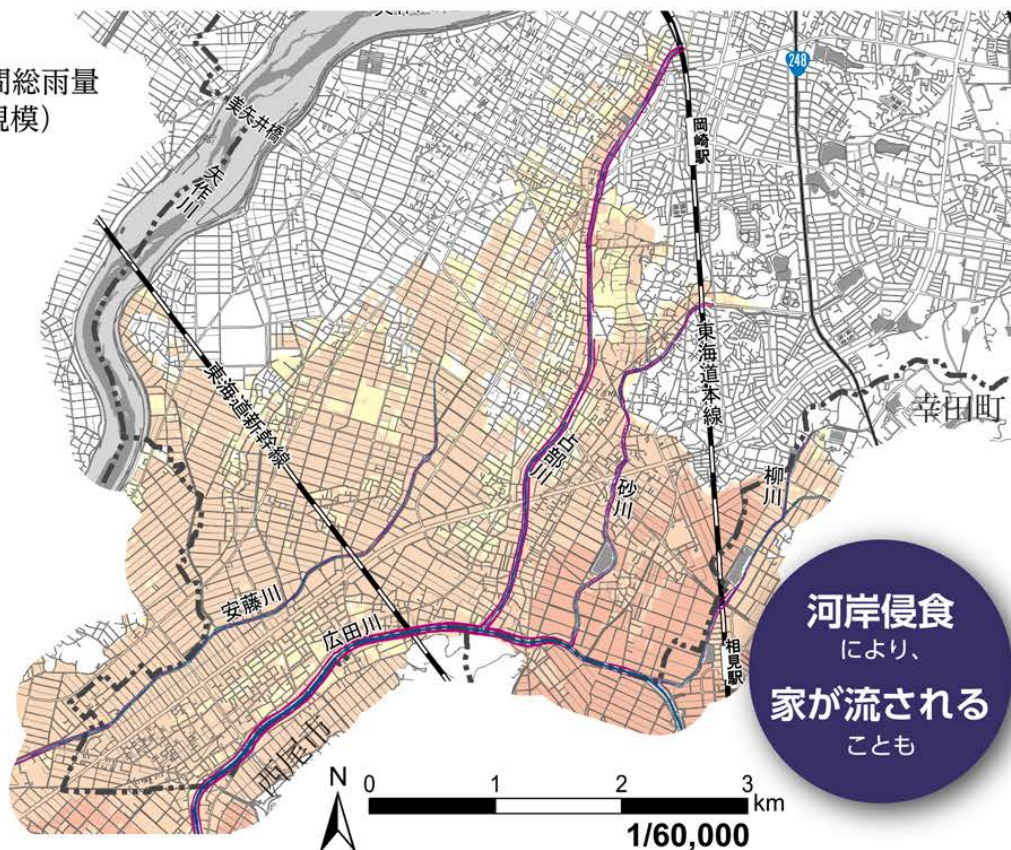 間総雨量
規模）
美矢井橋
矢作川
248
岡崎駅
東海道新幹線
東海道本線
幸田町
占部川
砂川
柳川
安藤川
広田川
相見駅
西尾市
河岸侵食
により、
家が流される
ことも
N
0 1 2 3
km
1/60,000